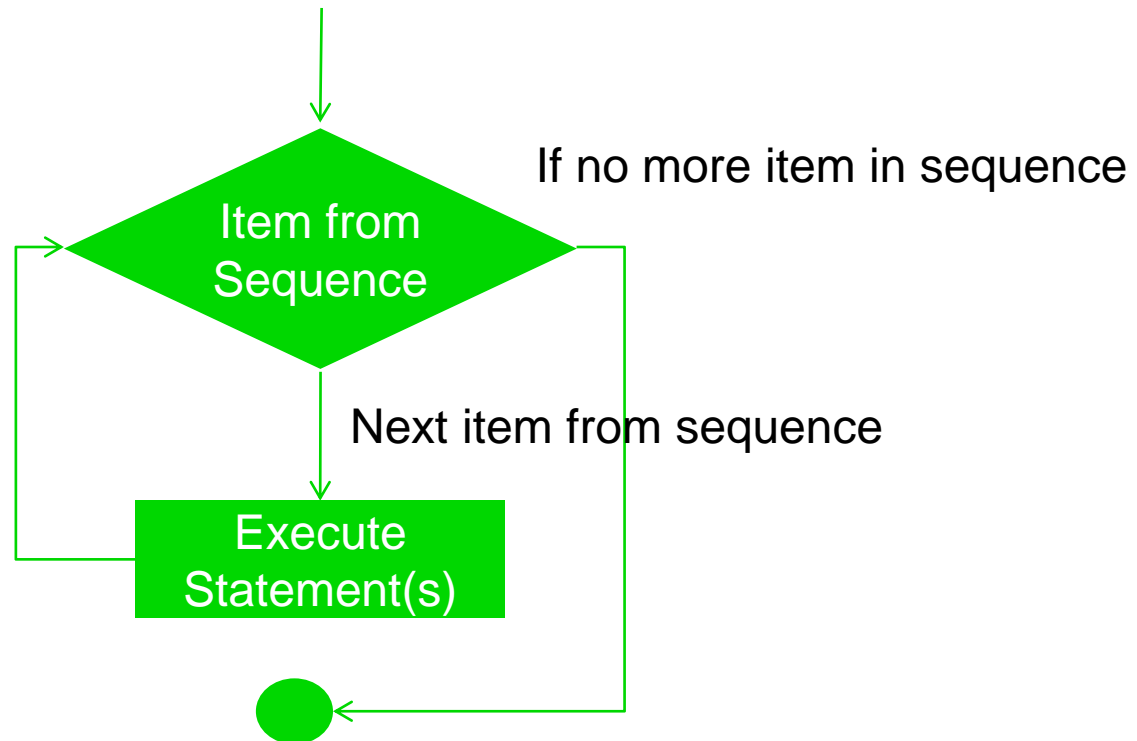 If no more item in sequence
Item from
Sequence
Next item from sequence
Execute
Statement(s)